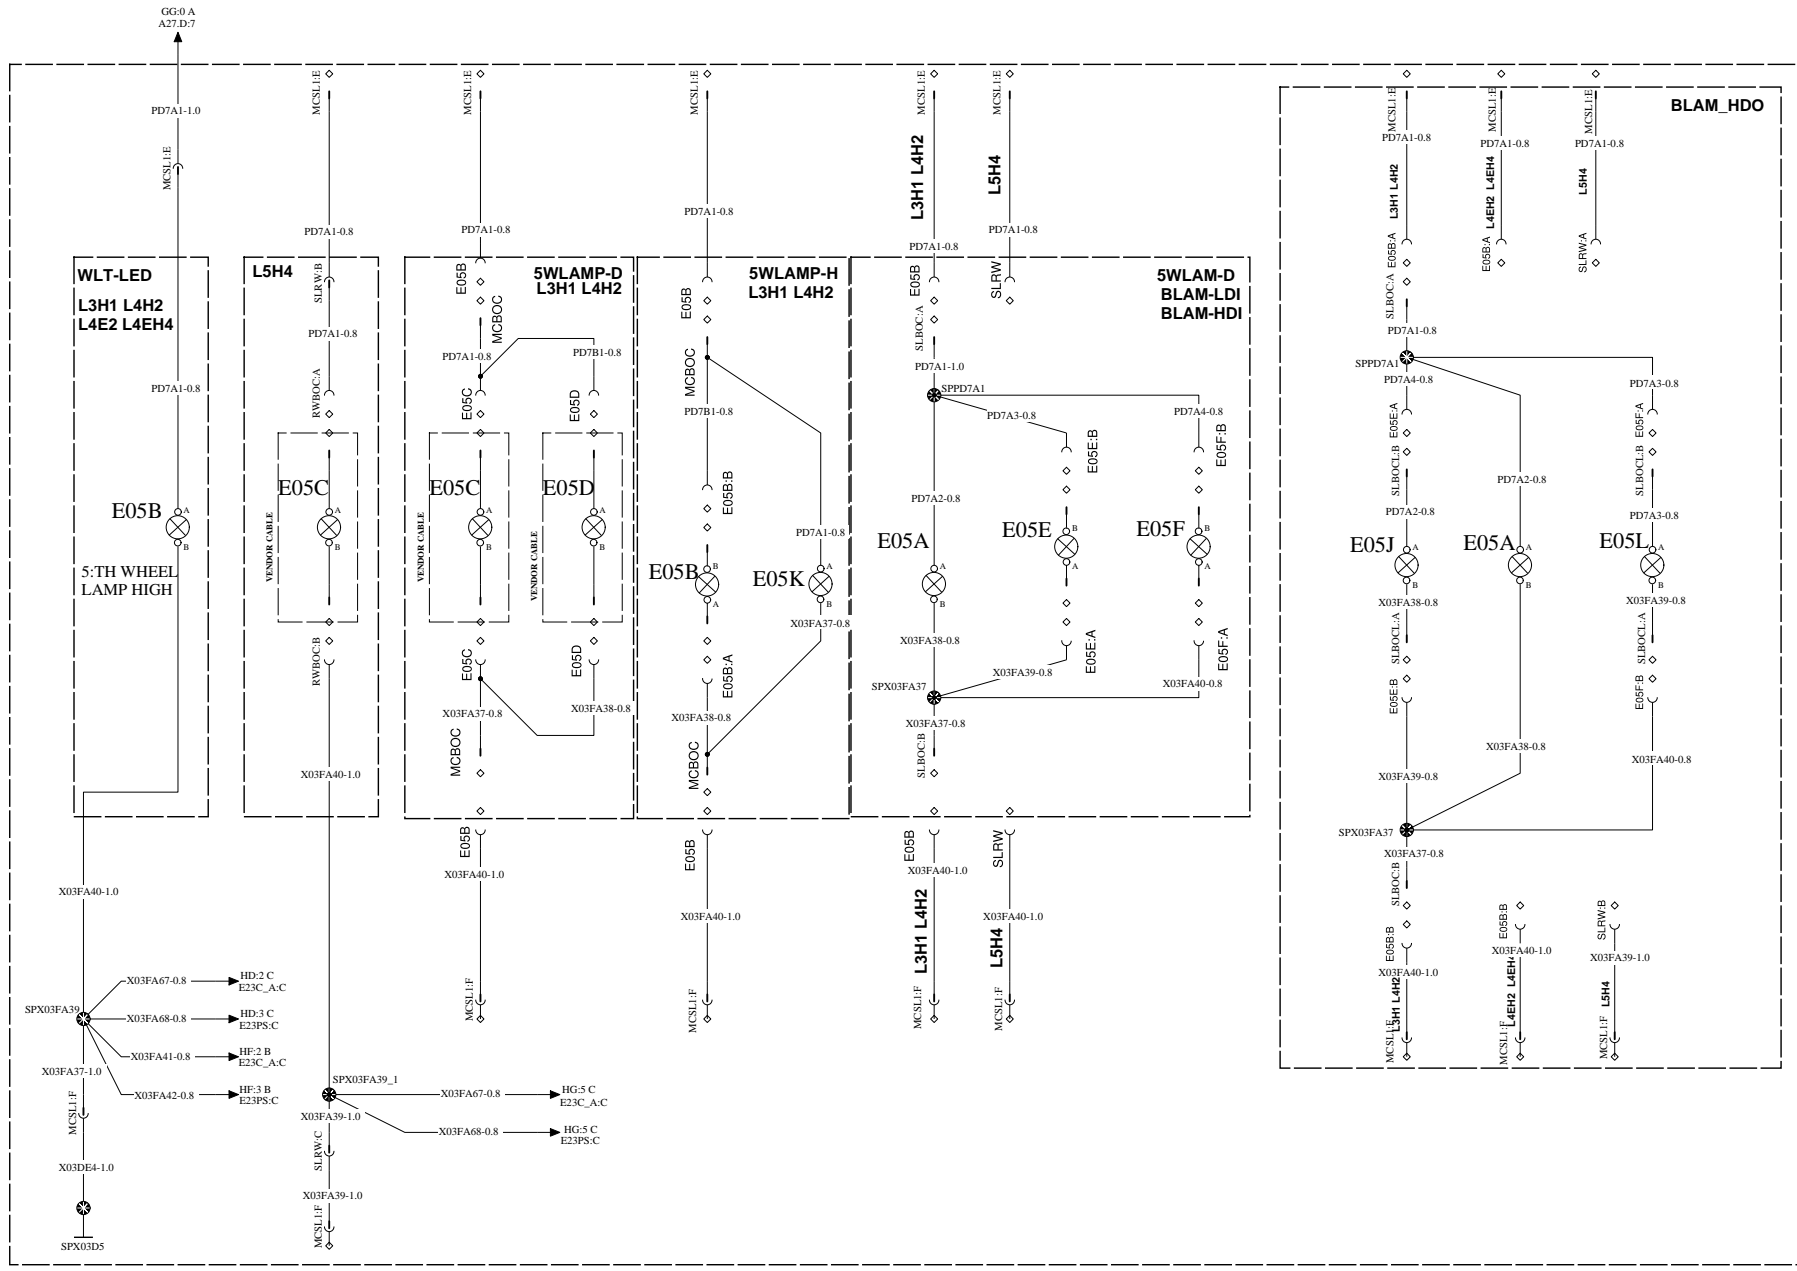 GG:0 A
A27.D:7
PD7A1-1.0
MCSL1:E
WLT-LED
L3H1 L4H2
L4E2 L4EH4
PD7A1-0.8
E05B
A
B
5:TH WHEEL
LAMP HIGH
X03FA40-1.0
SPX03FA39
X03FA67-0.8
HD:2 C
E23C_A:C
X03FA68-0.8
HD:3 C
E23PS:C
X03FA41-0.8
HF:2 B
E23C_A:C
X03FA42-0.8
HF:3 B
E23PS:C
X03FA37-1.0
MCSL1:F
X03DE4-1.0
SPX03D5
MCSL1:E
PD7A1-0.8
L5H4
SLRW:B
PD7A1-0.8
RWBOC:A
E05C
A
B
VENDOR CABLE
RWBOC:B
X03FA40-1.0
SPX03FA39_1
X03FA67-0.8
HG:5 C
E23C_A:C
X03FA68-0.8
HG:5 C
E23PS:C
X03FA39-1.0
SLRW:C
X03FA39-1.0
MCSL1:F
MCSL1:E
PD7A1-0.8
5WLAMP-D
L3H1 L4H2
E05B
MCBOC
PD7A1-0.8
PD7B1-0.8
E05C
E05D
E05C
A
B
VENDOR CABLE
E05D
A
B
VENDOR CABLE
E05C
E05D
X03FA37-0.8
X03FA38-0.8
MCBOC
E05B
X03FA40-1.0
MCSL1:F
MCSL1:E
PD7A1-0.8
5WLAMP-H
L3H1 L4H2
E05B
MCBOC
PD7B1-0.8
E05B:B
PD7A1-0.8
E05B
B
A
E05K
A
B
X03FA37-0.8
E05B:A
X03FA38-0.8
MCBOC
E05B
X03FA40-1.0
MCSL1:F
MCSL1:E
MCSL1:E
L3H1 L4H2
L5H4
PD7A1-0.8
PD7A1-0.8
5WLAM-D
BLAM-LDI
BLAM-HDI
E05B
SLRW
SLBOC:A
PD7A1-1.0
SPPD7A1
PD7A3-0.8
PD7A4-0.8
E05E:B
E05F:B
PD7A2-0.8
E05A
A
B
E05E
B
A
E05F
B
A
X03FA38-0.8
E05E:A
E05F:A
X03FA39-0.8
X03FA40-0.8
SPX03FA37
X03FA37-0.8
SLBOC:B
E05B
SLRW
X03FA40-1.0
X03FA40-1.0
L3H1 L4H2
L5H4
MCSL1:F
MCSL1:F
BLAM_HDO
MCSL1:E
MCSL1:E
MCSL1:E
PD7A1-0.8
PD7A1-0.8
PD7A1-0.8
L3H1 L4H2
L4EH2 L4EH4
L5H4
E05B:A
E05B:A
SLRW:A
SLBOC:A
PD7A1-0.8
SPPD7A1
PD7A4-0.8
PD7A3-0.8
E05E:A
E05F:A
SLBOCL:B
SLBOCL:B
PD7A2-0.8
PD7A2-0.8
PD7A3-0.8
E05J
A
B
E05A
A
B
E05L
A
B
X03FA38-0.8
X03FA39-0.8
SLBOCL:A
SLBOCL:A
E05E:B
E05F:B
X03FA39-0.8
X03FA38-0.8
X03FA40-0.8
SPX03FA37
X03FA37-0.8
SLBOC:B
E05B:B
E05B:B
SLRW:B
X03FA40-1.0
X03FA40-1.0
X03FA39-1.0
L3H1 L4H2
L4EH2
L5H4
MCSL1:F
MCSL1:F